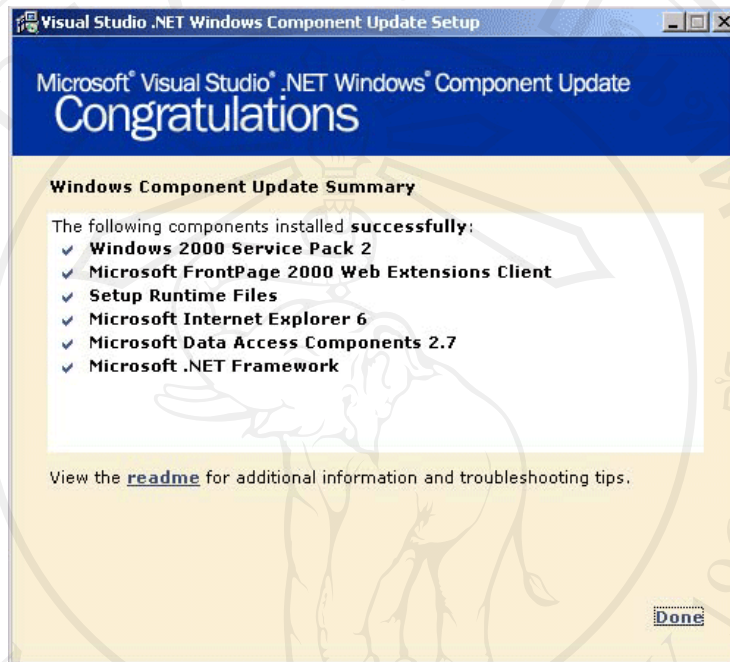 Visual Studio .NET Windows Component Update Setup
Microsoft® Visual Studio® .NET Windows® Component Update
Congratulations
Windows Component Update Summary
The following components installed successfully:
Windows 2000 Service Pack 2
Microsoft FrontPage 2000 Web Extensions Client
Setup Runtime Files
Microsoft Internet Explorer 6
Microsoft Data Access Components 2.7
Microsoft .NET Framework
View the readme for additional information and troubleshooting tips.
Done